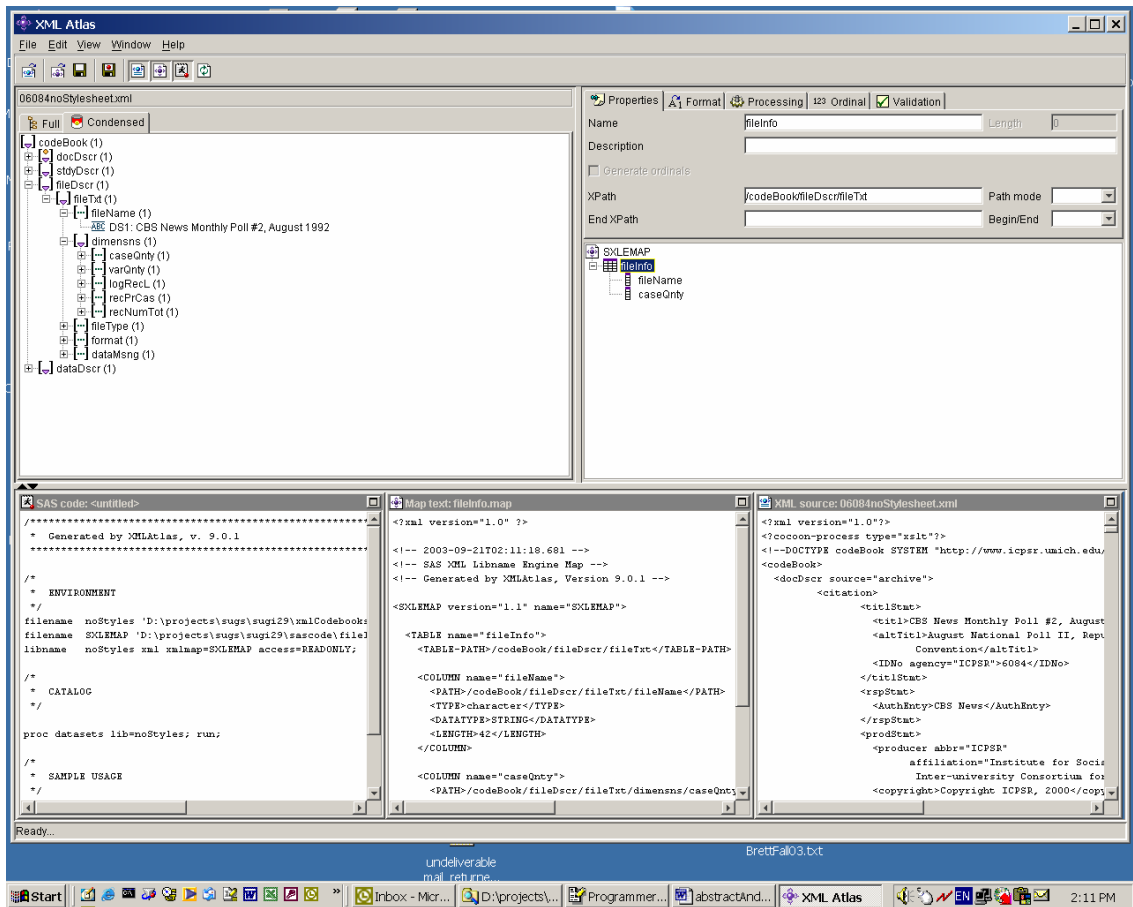 XML Atlas
File Edit View Window Help
06084noStylesheet.xml
Full Condensed
codeBook (1)
docDscr (1)
stdyDscr (1)
fileDscr (1)
fileTxt (1)
fileName (1)
ABC DS1: CBS News Monthly Poll #2, August 1992
dimensns (1)
caseQnty (1)
varQnty (1)
logRecL (1)
recPrCas (1)
recNumTot (1)
fileType (1)
format (1)
dataMsng (1)
dataDscr (1)
Properties Format Processing 123 Ordinal Validation
Name fileInfo Length 0
Description
Generate ordinals
XPath /codeBook/fileDscr/fileTxt Path mode
End XPath Begin/End
SXLEMAP
fileInfo
fileName
caseQnty
SAS code: <untitled>
/*******************************************************
* Generated by XMLAtlas, v. 9.0.1
*******************************************************
/*
* ENVIRONMENT
*/
filename noStyles 'D:\projects\sugs\sugi29\xmlCodebooks
filename SXLEMAP 'D:\projects\sugs\sugi29\sascode\fileI
libname noStyles xml xmlmap=SXLEMAP access=READONLY;
/*
* CATALOG
*/
proc datasets lib=noStyles; run;
/*
* SAMPLE USAGE
*/
Map text: fileInfo.map
<?xml version="1.0" ?>
<!-- 2003-09-21T02:11:18.681 -->
<!-- SAS XML Libname Engine Map -->
<!-- Generated by XMLAtlas, Version 9.0.1 -->
<SXLEMAP version="1.1" name="SXLEMAP">
<TABLE name="fileInfo">
<TABLE-PATH>/codeBook/fileDscr/fileTxt</TABLE-PATH>
<COLUMN name="fileName">
<PATH>/codeBook/fileDscr/fileTxt/fileName</PATH>
<TYPE>character</TYPE>
<DATATYPE>STRING</DATATYPE>
<LENGTH>42</LENGTH>
</COLUMN>
<COLUMN name="caseQnty">
<PATH>/codeBook/fileDscr/fileTxt/dimensns/caseQnty
XML source: 06084noStylesheet.xml
<?xml version="1.0"?>
<?cocoon-process type="xslt"?>
<!--DOCTYPE codeBook SYSTEM "http://www.icpsr.umich.edu/
<codeBook>
<docDscr source="archive">
<citation>
<titlStmt>
<titl>CBS News Monthly Poll #2, August
<altTitl>August National Poll II, Repu
Convention</altTitl>
<IDNo agency="ICPSR">6084</IDNo>
</titlStmt>
<rspStmt>
<AuthEnty>CBS News</AuthEnty>
</rspStmt>
<prodStmt>
<producer abbr="ICPSR"
affiliation="Institute for Socia
Inter-university Consortium for
<copyright>Copyright ICPSR, 2000</copy
Ready...
undeliverable
mail returne...
BrettFall03.txt
Start » Inbox - Micr... D:\projects\... Programmer... abstractAnd... XML Atlas EN 2:11 PM